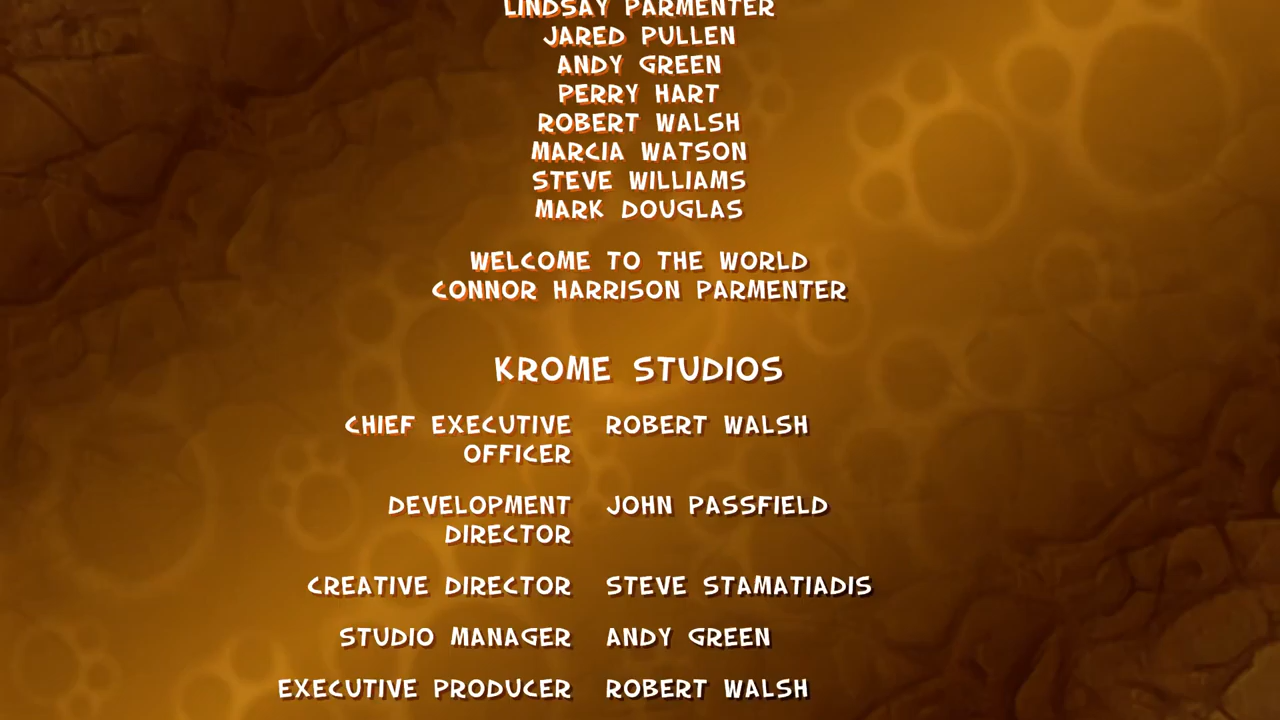 LINDSAY PARMENTER
JARED PULLEN
ANDY GREEN
PERRY HART
ROBERT WALSH
MARCIA WATSON
STEVE WILLIAMS
MARK DOUGLAS
WELCOME TO THE WORLD
CONNOR HARRISON PARMENTER
KROME STUDIOS
CHIEF EXECUTIVE ROBERT WALSH
OFFICER
DEVELOPMENT JOHN PASSFIELD
DIRECTOR
CREATIVE DIRECTOR STEVE STAMATIADIS
STUDIO MANAGER ANDY GREEN
EXECUTIVE PRODUCER ROBERT WALSH